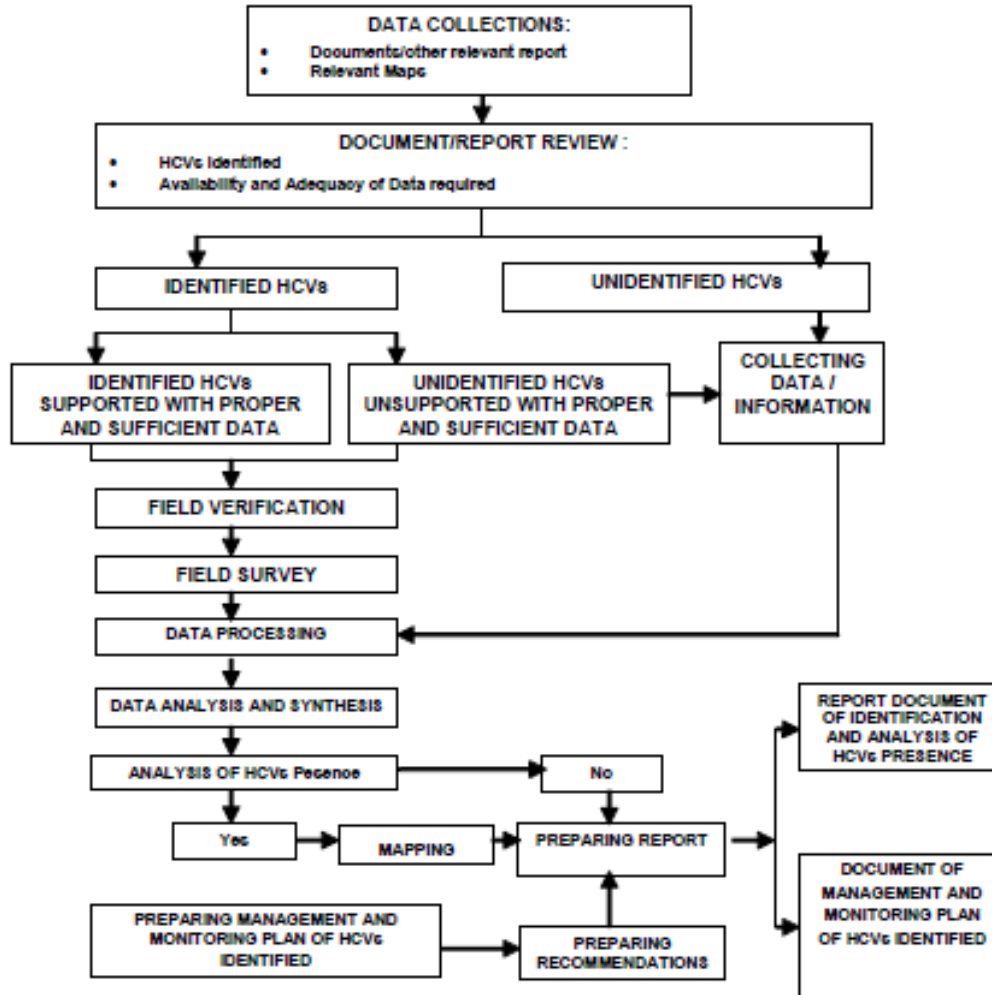 DATA COLLECTIONS:
• Documents/other relevant report
• Relevant Maps
DOCUMENT/REPORT REVIEW :
• HCVs Identified
• Availability and Adequacy of Data required
IDENTIFIED HCVs
UNIDENTIFIED HCVs
IDENTIFIED HCVs
SUPPORTED WITH PROPER
AND SUFFICIENT DATA
UNIDENTIFIED HCVs
UNSUPPORTED WITH PROPER
AND SUFFICIENT DATA
COLLECTING
DATA /
INFORMATION
FIELD VERIFICATION
FIELD SURVEY
DATA PROCESSING
DATA ANALYSIS AND SYNTHESIS
ANALYSIS OF HCVs Pesence
No
Yes
MAPPING
PREPARING REPORT
REPORT DOCUMENT
OF IDENTIFICATION
AND ANALYSIS OF
HCVs PRESENCE
PREPARING MANAGEMENT AND
MONITORING PLAN OF HCVs
IDENTIFIED
PREPARING
RECOMMENDATIONS
DOCUMENT OF
MANAGEMENT AND
MONITORING PLAN
OF HCVs IDENTIFIED